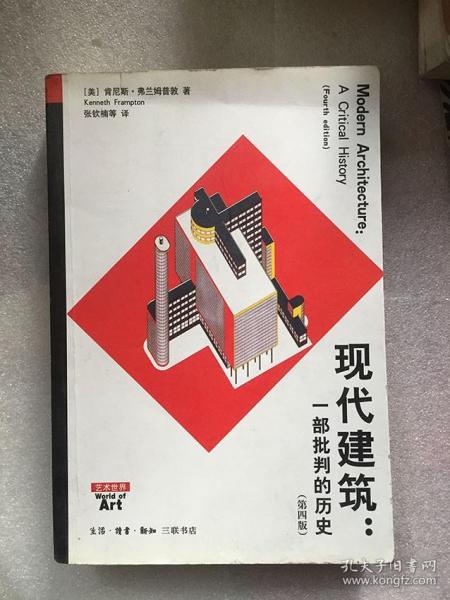 [美] 肯尼斯·弗兰姆普敦 著
Kenneth Frampton
张钦楠等 译
Modern Architecture:
A Critical History
(Fourth edition)
现代建筑:
一部批判的历史
(第四版)
艺术世界
World of
Art
生活·讀書·新知 三联书店
孔夫子旧书网
www.kongfz.com